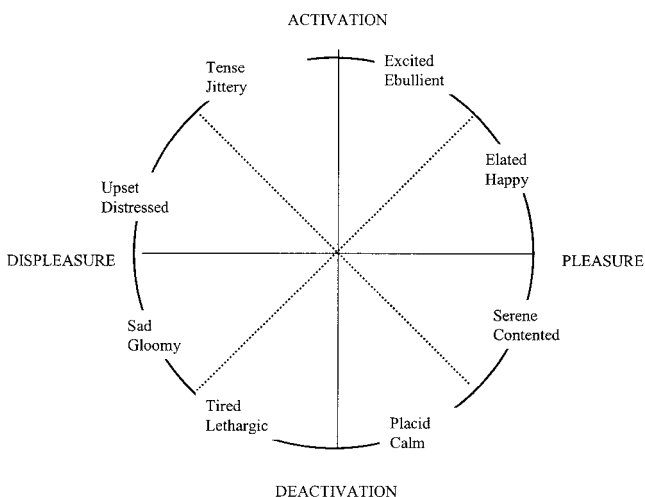 ACTIVATION
Tense
Jittery
Excited
Ebullient
Upset
Distressed
Elated
Happy
DISPLEASURE
PLEASURE
Sad
Gloomy
Serene
Contented
Tired
Lethargic
Placid
Calm
DEACTIVATION